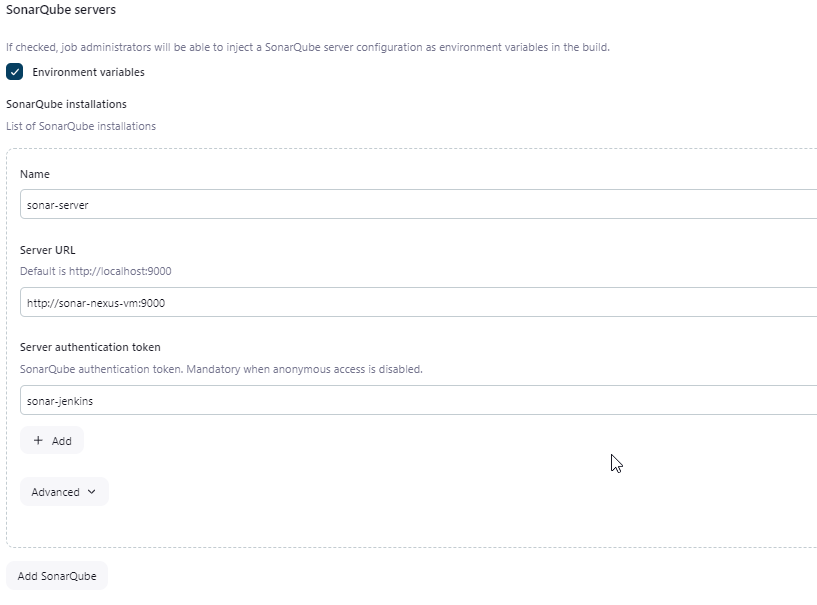 SonarQube servers
If checked, job administrators will be able to inject a SonarQube server configuration as environment variables in the build.
Environment variables
SonarQube installations
List of SonarQube installations
Name
sonar-server
Server URL
Default is http://localhost:9000
http://sonar-nexus-vm:9000
Server authentication token
SonarQube authentication token. Mandatory when anonymous access is disabled.
sonar-jenkins
+ Add
Advanced
Add SonarQube